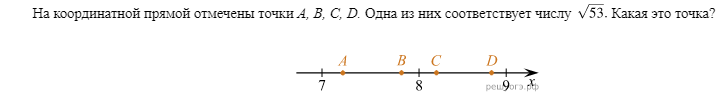 На координатной прямой отмечены точки A, B, C, D. Одна из них соответствует числу √53. Какая это точка?
A B C D
7 8 9 x
решуогэ.рф